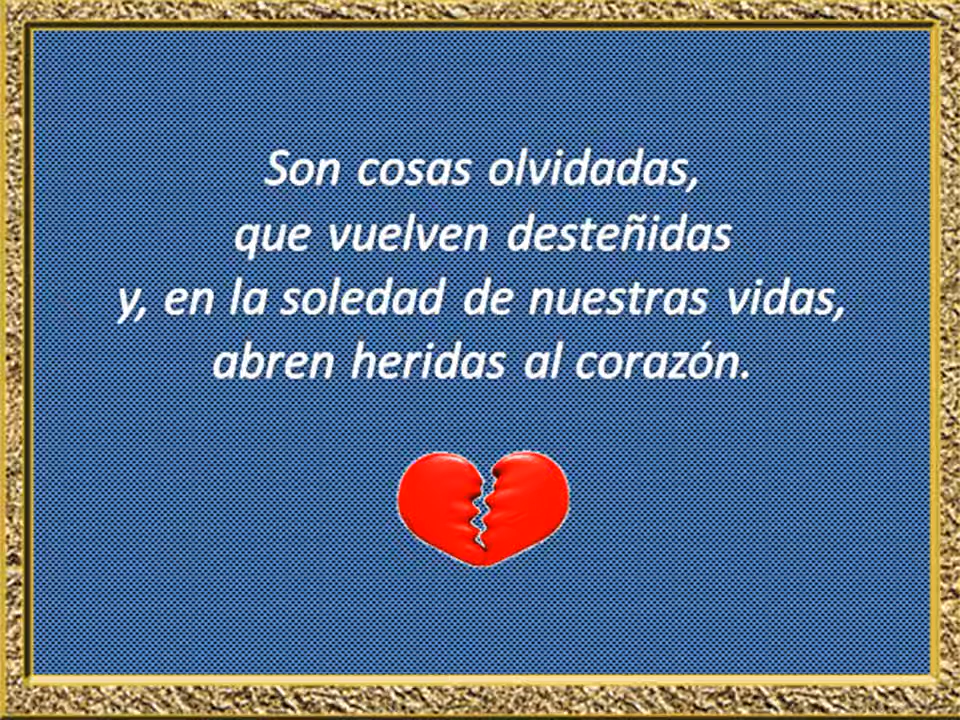 Son cosas olvidadas,
que vuelven desteñidas
y, en la soledad de nuestras vidas,
abren heridas al corazón.